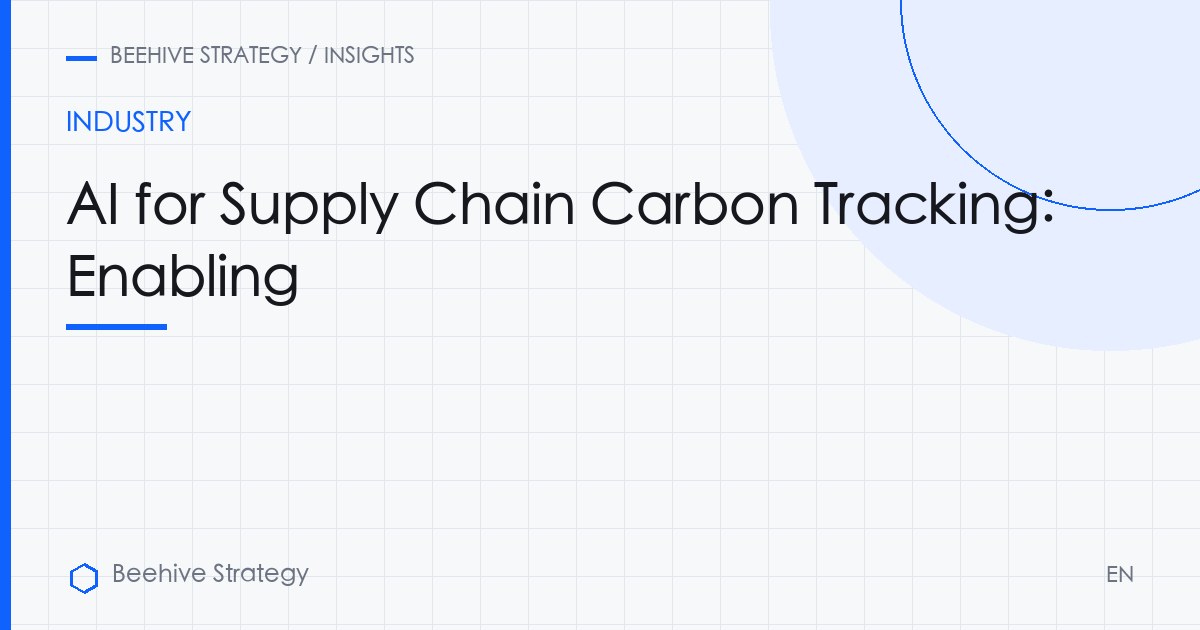 BEEHIVE STRATEGY / INSIGHTS
INDUSTRY
AI for Supply Chain Carbon Tracking:
Enabling
Beehive Strategy
EN